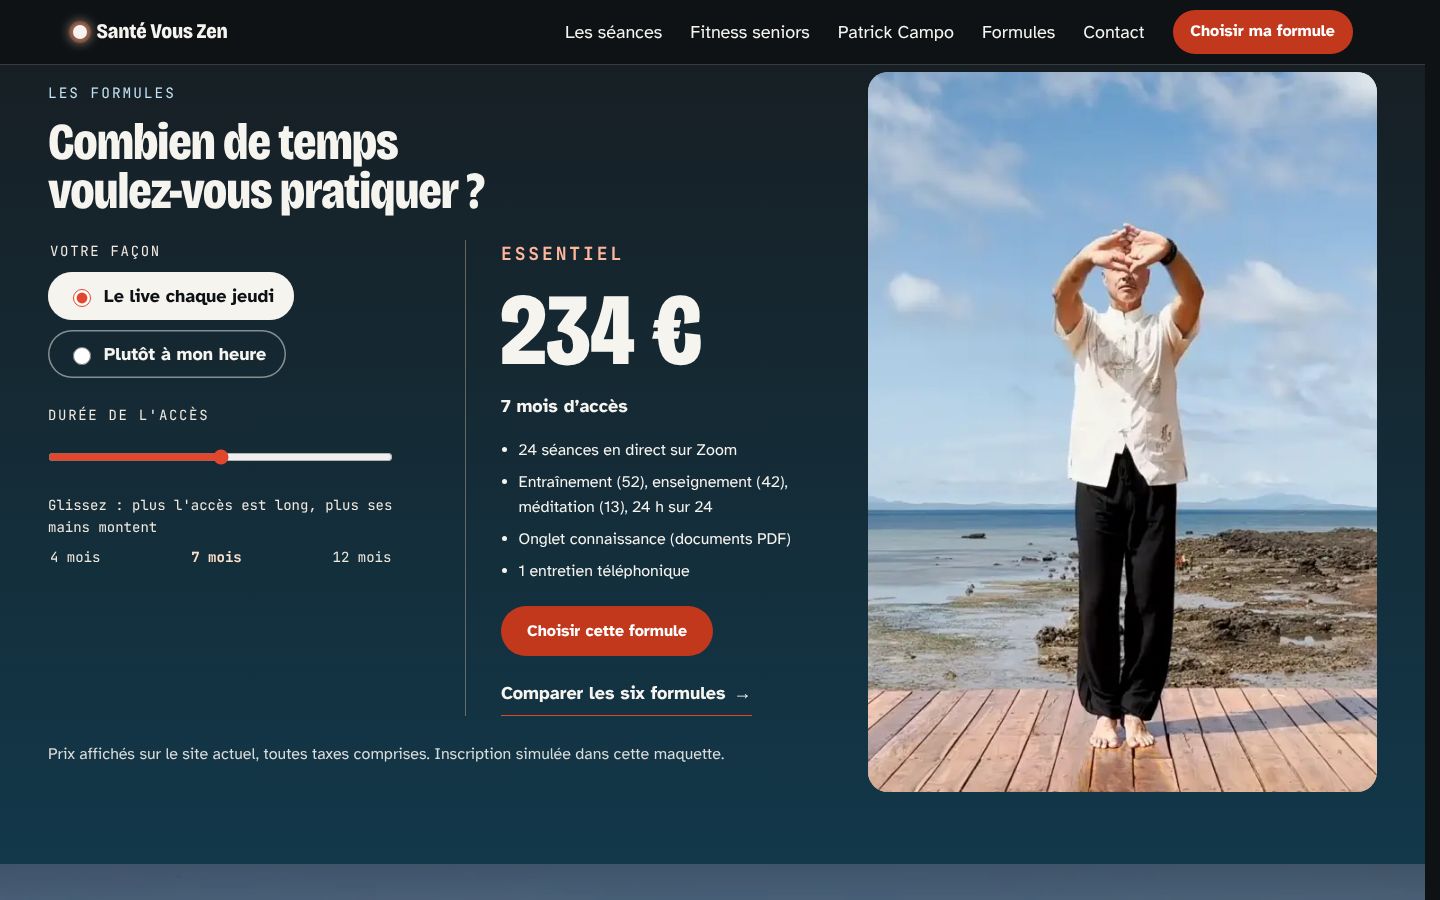 Santé Vous Zen
Les séances
Fitness seniors
Patrick Campo
Formules
Contact
Choisir ma formule
LES FORMULES
Combien de temps
voulez-vous pratiquer ?
VOTRE FAÇON
Le live chaque jeudi
Plutôt à mon heure
DURÉE DE L'ACCÈS
Glissez : plus l'accès est long, plus ses
mains montent
4 mois
7 mois
12 mois
ESSENTIEL
234 €
7 mois d’accès
• 24 séances en direct sur Zoom
• Entraînement (52), enseignement (42),
méditation (13), 24 h sur 24
• Onglet connaissance (documents PDF)
• 1 entretien téléphonique
Choisir cette formule
Comparer les six formules →
Prix affichés sur le site actuel, toutes taxes comprises. Inscription simulée dans cette maquette.